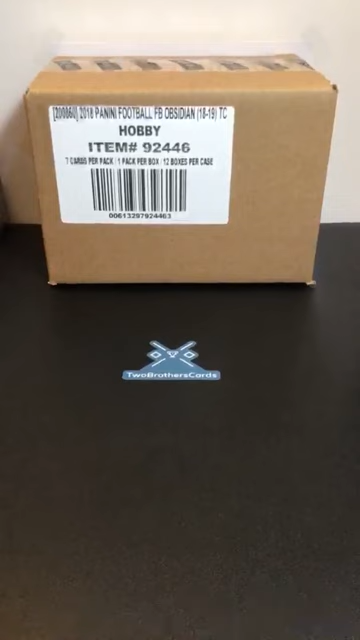 [200860] 2018 PANINI FOOTBALL FB OBSIDIAN (18-19) TC
HOBBY
ITEM# 92446
7 CARDS PER PACK / 1 PACK PER BOX / 12 BOXES PER CASE
00613297924463
TwoBrothersCards